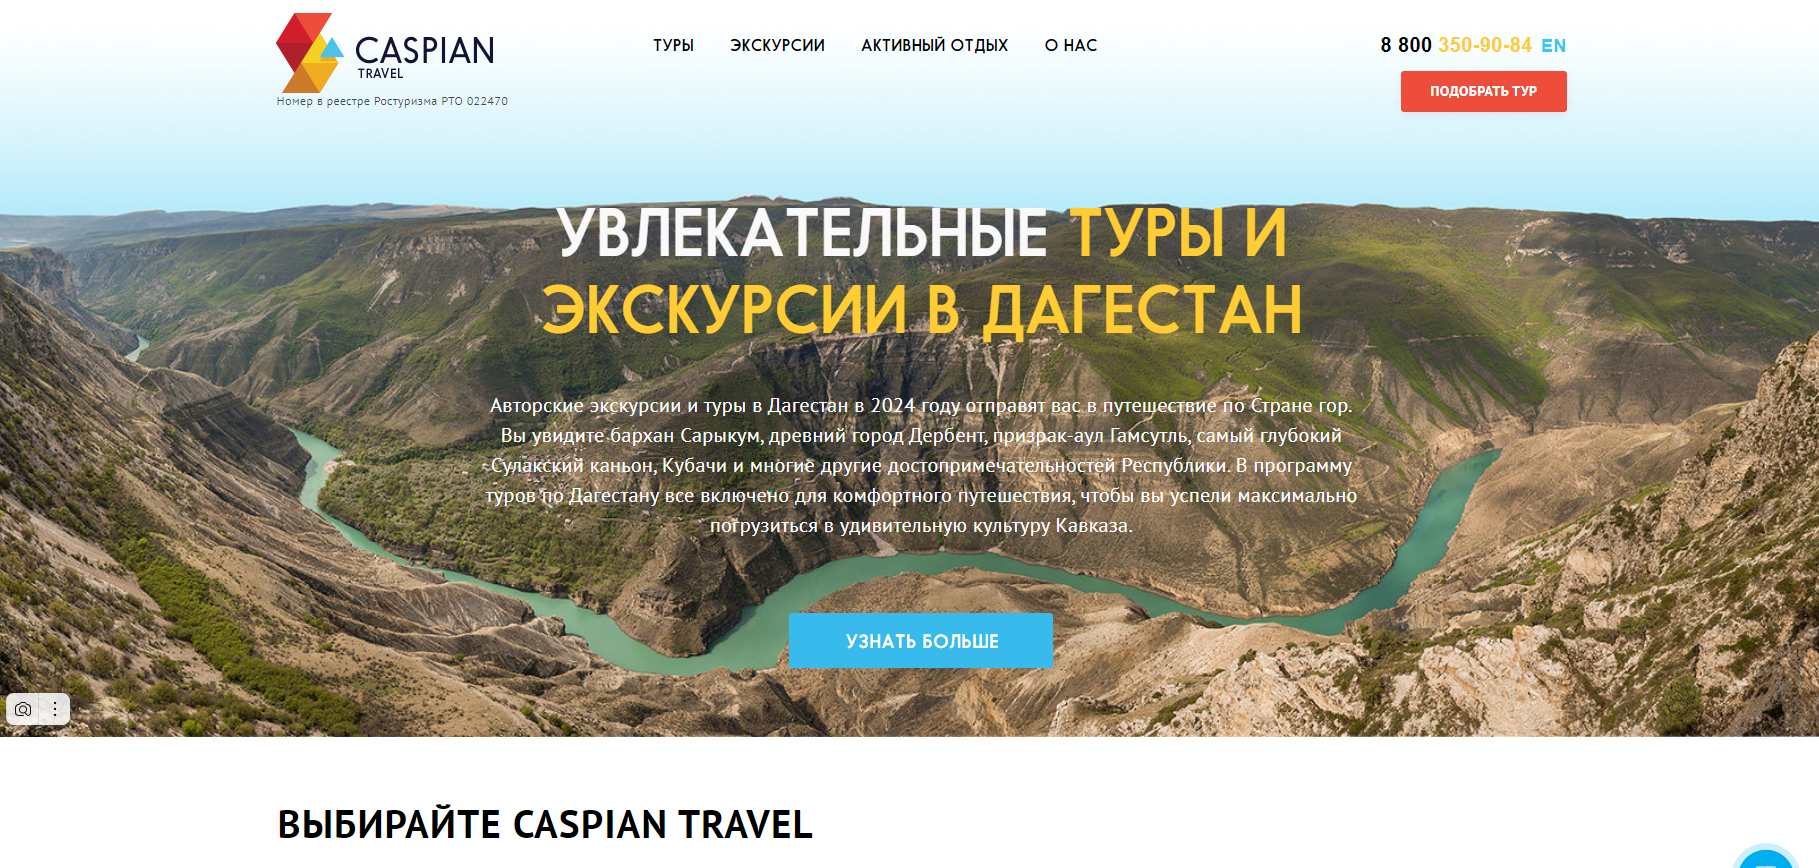 CASPIAN
TRAVEL
Номер в реестре Ростуризма РТО 022470
ТУРЫ ЭКСКУРСИИ АКТИВНЫЙ ОТДЫХ О НАС
8 800 350-90-84 EN
ПОДОБРАТЬ ТУР
УВЛЕКАТЕЛЬНЫЕ ТУРЫ И
ЭКСКУРСИИ В ДАГЕСТАН
Авторские экскурсии и туры в Дагестан в 2024 году отправят вас в путешествие по Стране гор.
Вы увидите бархан Сарыкум, древний город Дербент, призрак-аул Гамсутль, самый глубокий
Сулакский каньон, Кубачи и многие другие достопримечательностей Республики. В программу
туров по Дагестану все включено для комфортного путешествия, чтобы вы успели максимально
погрузиться в удивительную культуру Кавказа.
УЗНАТЬ БОЛЬШЕ
ВЫБИРАЙТЕ CASPIAN TRAVEL